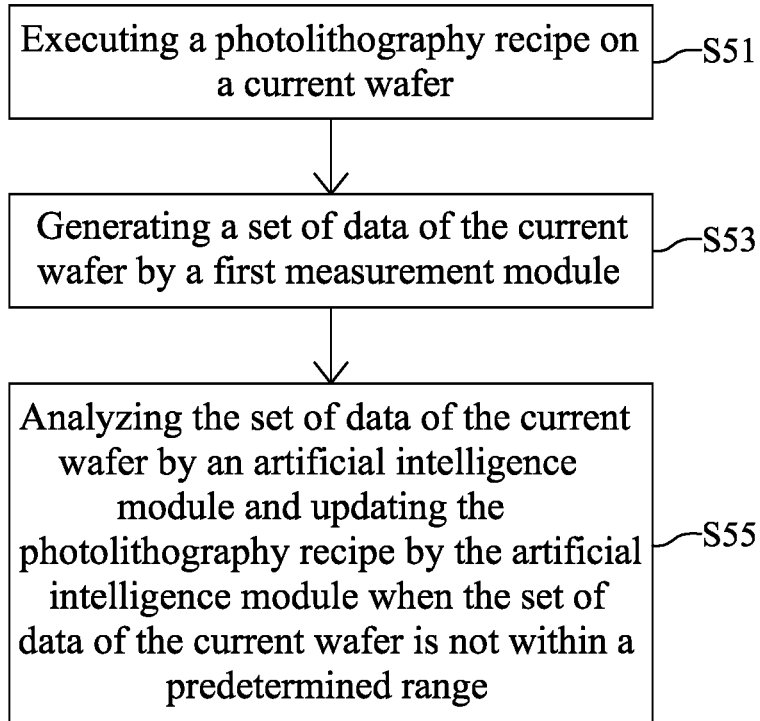 Executing a photolithography recipe on
a current wafer
S51
Generating a set of data of the current
wafer by a first measurement module
S53
Analyzing the set of data of the current
wafer by an artificial intelligence
module and updating the
photolithography recipe by the artificial
intelligence module when the set of
data of the current wafer is not within a
predetermined range
S55